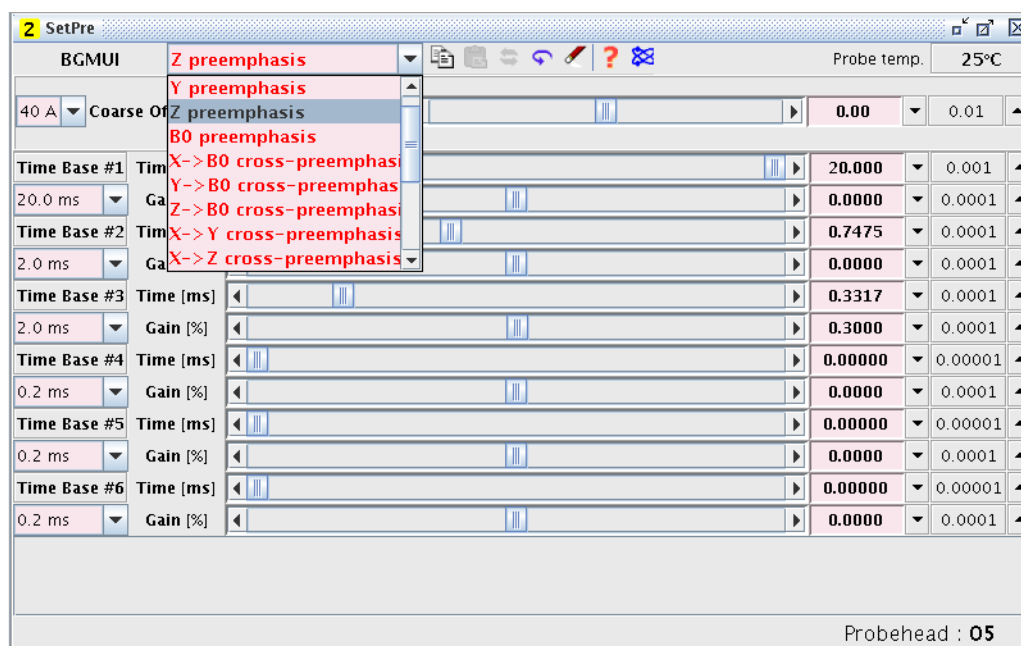 Z SetPre
BGMUI Z preemphasis ? Probe temp. 25°C
Y preemphasis
Z preemphasis
B0 preemphasis
X->B0 cross-preemphasi
Y->B0 cross-preemphas
Z->B0 cross-preemphasi
X->Y cross-preemphasis
X->Z cross-preemphasis
40 A Coarse Of 0.00 0.01
Time Base #1 Tim 20.000 0.001
20.0 ms Ga 0.0000 0.0001
Time Base #2 Tim 0.7475 0.0001
2.0 ms Ga 0.0000 0.0001
Time Base #3 Time [ms] 0.3317 0.0001
2.0 ms Gain [%] 0.3000 0.0001
Time Base #4 Time [ms] 0.00000 0.00001
0.2 ms Gain [%] 0.0000 0.0001
Time Base #5 Time [ms] 0.00000 0.00001
0.2 ms Gain [%] 0.0000 0.0001
Time Base #6 Time [ms] 0.00000 0.00001
0.2 ms Gain [%] 0.0000 0.0001
Probehead : 05